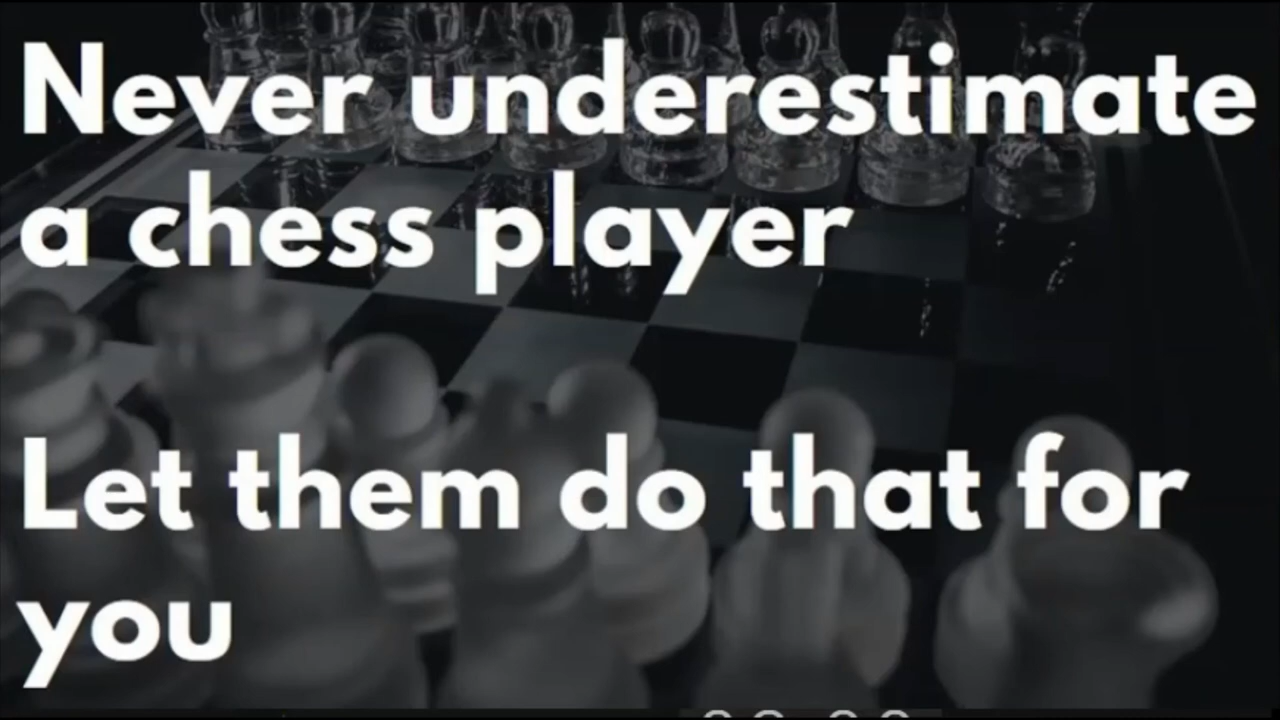 Never underestimate
a chess player
Let them do that for
you